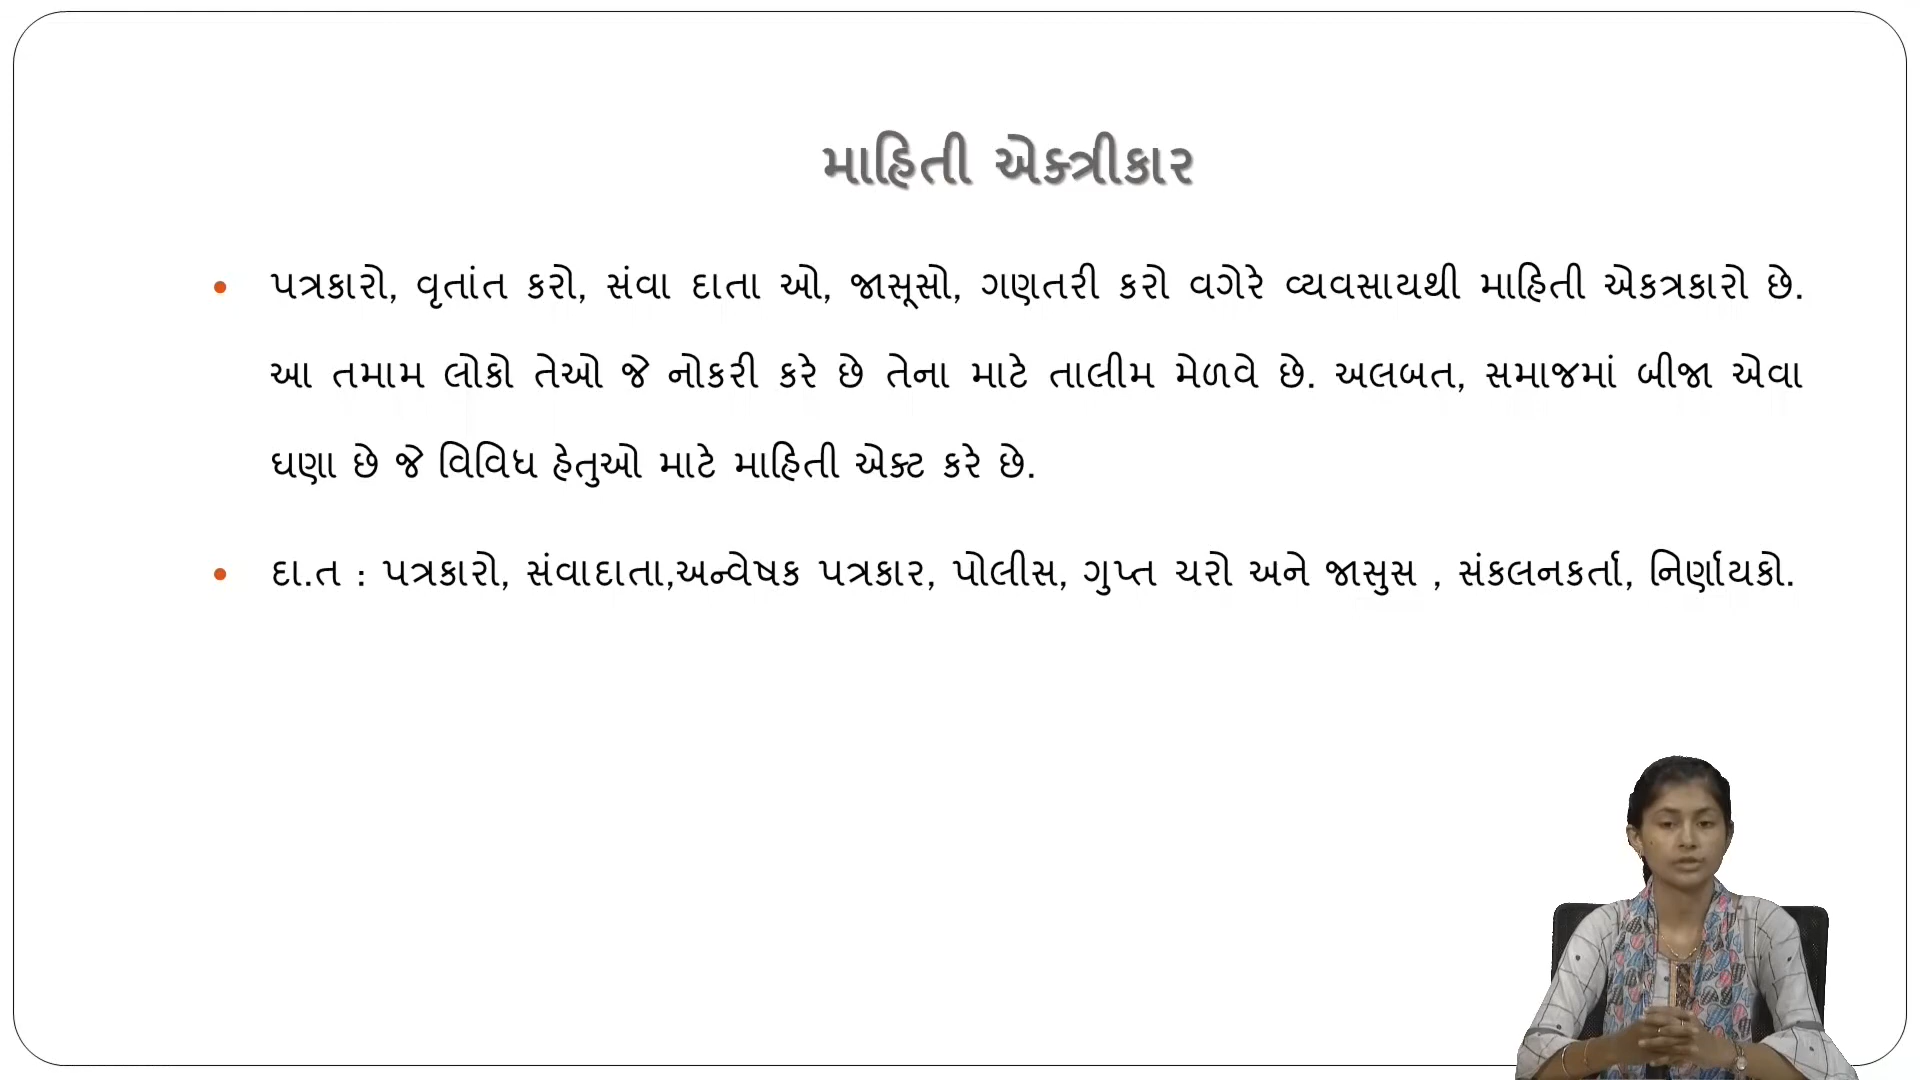 માહિતી એક્ત્રીકાર
પત્રકારો, વૃતાંત કરો, સંવા દાતા ઓ, જાસૂસો, ગણતરી કરો વગેરે વ્યવસાયથી માહિતી એકત્રકારો છે.
આ તમામ લોકો તેઓ જે નોકરી કરે છે તેના માટે તાલીમ મેળવે છે. અલબત, સમાજમાં બીજા એવા
ઘણા છે જે વિવિધ હેતુઓ માટે માહિતી એક્ટ કરે છે.
દા.ત : પત્રકારો, સંવાદાતા,અન્વેષક પત્રકાર, પોલીસ, ગુપ્ત ચરો અને જાસુસ , સંકલનકર્તા, નિર્ણાયકો.